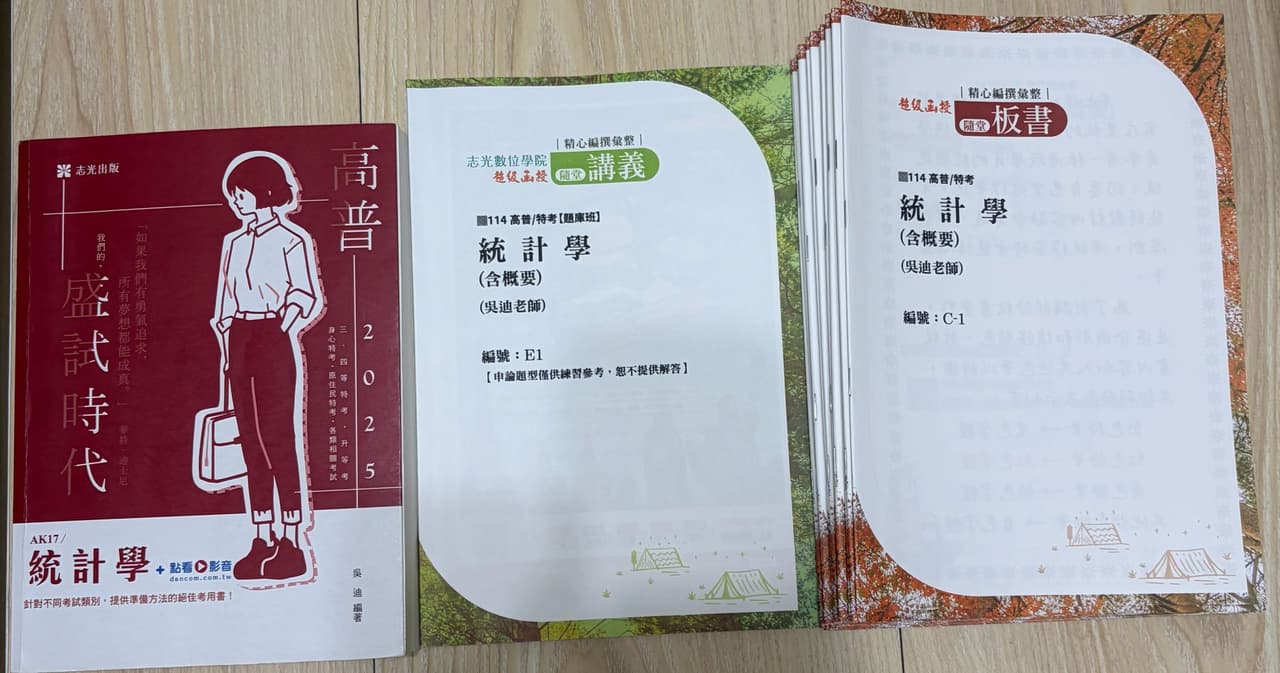 志光出版
高普
2025
三.四等特考.升等考
身心特考.原住民特考.各類相關考試
「如果我們有勇氣追求,
所有夢想都能成真。」
華特.迪士尼
我們的,
盛試時代
AK17/
統計學+點看影音
dancom.com.tw
針對不同考試類別,提供準備方法的絕佳考用書!
吳迪 編著
|精心編撰彙整|
志光數位學院
超級函授
隨堂 講義
114 高普/特考【題庫班】
統計學
(含概要)
(吳迪老師)
編號:E1
【申論題型僅供練習參考,恕不提供解答】
|精心編撰彙整|
超級函授
隨堂 板書
114 高普/特考
統計學
(含概要)
(吳迪老師)
編號:C-1